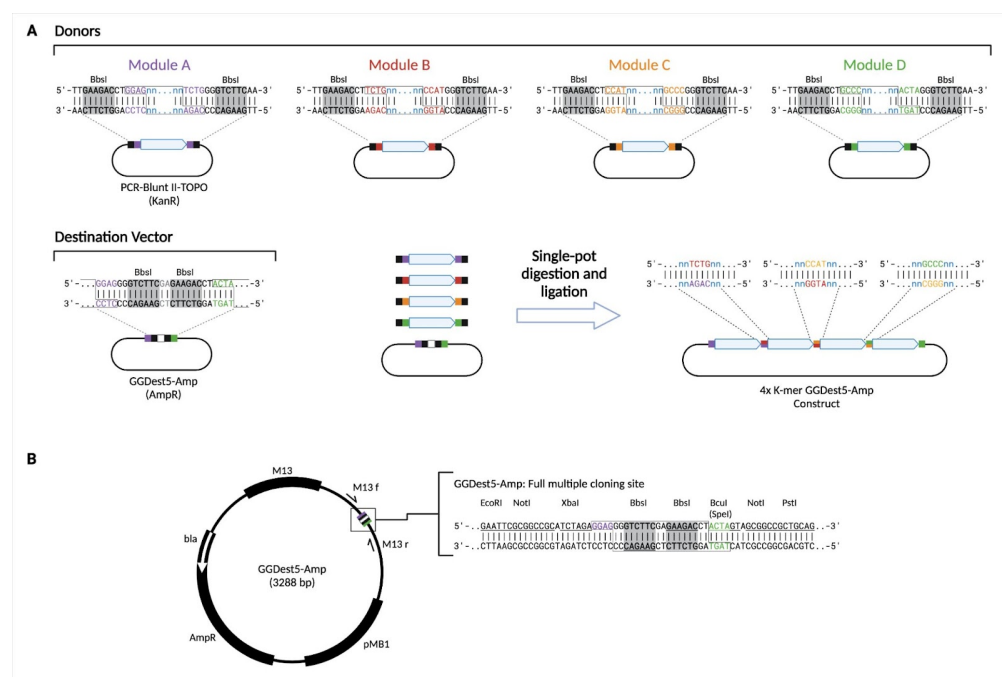 A Donors
Module A Module B Module C Module D
BbsI BbsI BbsI BbsI BbsI BbsI BbsI BbsI
5'-TTGAAGACCTGGAGnn....nnTCTGGGGTCTTCAA-3' 5'-TTGAAGACCTTCTGnn....nnCCATGGGTCTTCAA-3' 5'-TTGAAGACCTCCATnn....nnGCCCGGGTCTTCAA-3' 5'-TTGAAGACCTGCCCnn....nnACTAGGGTCTTCAA-3'
3'-AACTTCTGGACCTCnn....nnAGACCCCAGAAGTT-5' 3'-AACTTCTGGAAGACnn....nnGGTACCCAGAAGTT-5' 3'-AACTTCTGGAGGTAnn....nnCGGGCCCAGAAGTT-5' 3'-AACTTCTGGACGGGnn....nnTGATCCCAGAAGTT-5'
PCR-Blunt II-TOPO
(KanR)
Destination Vector
BbsI BbsI
5'-...GGAGGGGTCTTCGAGAAGACCTACTA...-3'
3'-...CCTCCCCAGAAGCTCTTCTGGATGAT...-5'
GGDest5-Amp
(AmpR)
Single-pot
digestion and
ligation
5'...nnTCTGnn...-3' 5'...nnCCATnn...-3' 5'...nnGCCCnn...-3'
3'...nnAGACnn...-5' 3'...nnGGTAnn...-5' 3'...nnCGGGnn...-5'
4x K-mer GGDest5-Amp
Construct
B
M13
M13 f
M13 r
bla
GGDest5-Amp
(3288 bp)
AmpR
pMB1
GGDest5-Amp: Full multiple cloning site
EcoRI NotI XbaI BbsI BbsI BcuI NotI PstI
(SpeI)
5'-..GAATTCGCGGCCGCATCTAGAGGAGGGGTCTTCGAGAAGACCTACTAGTAGCGGCCGCTGCAG..-3'
3'-..CTTAAGCGCCGGCGTAGATCTCCTCCCCAGAAGCTCTTCTGGATGATCATCGCCGGCGACGTC..-5'